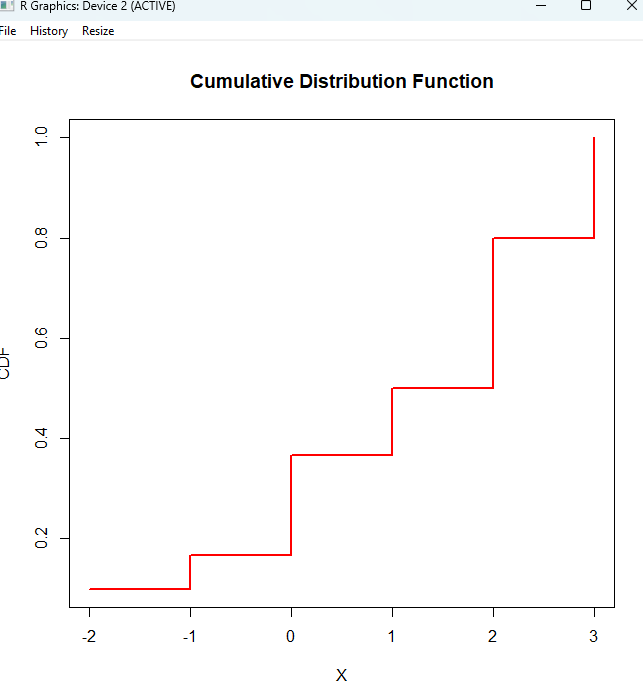 R Graphics: Device 2 (ACTIVE)
File History Resize
Cumulative Distribution Function
1.0
0.8
0.6
CDF
0.4
0.2
-2 -1 0 1 2 3
X